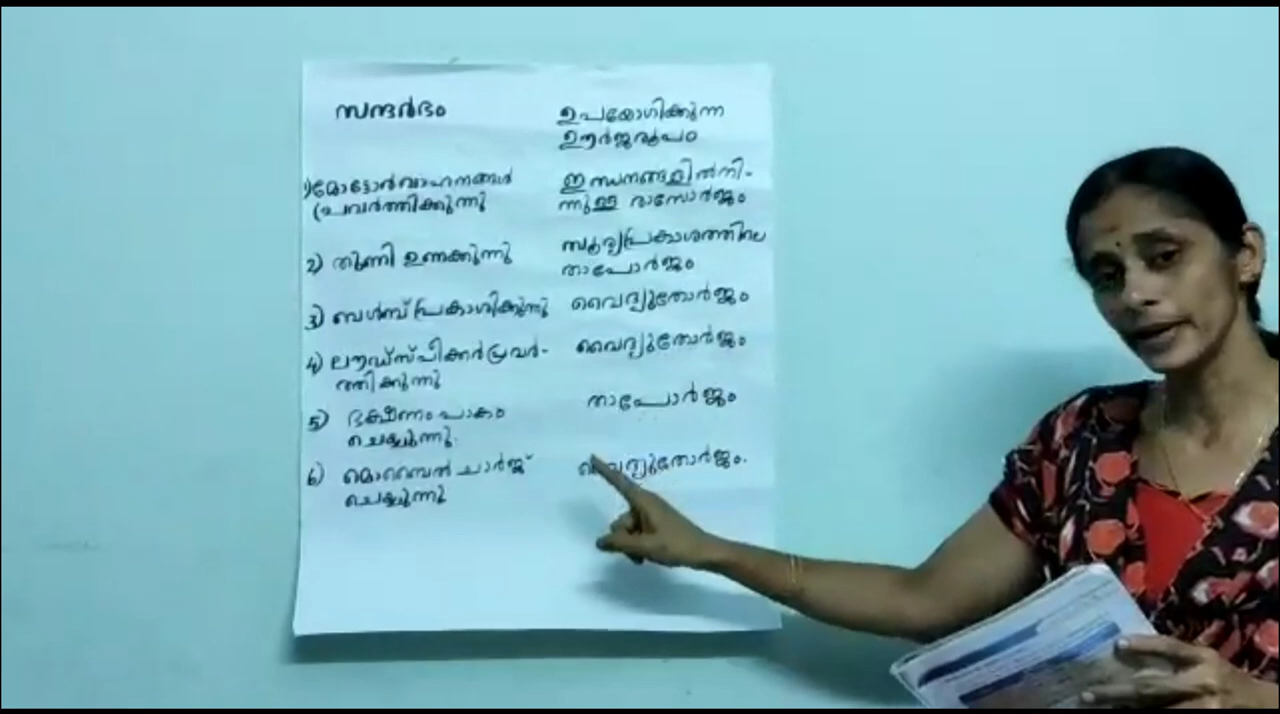 സന്ദർഭം
ഉപയോഗിക്കുന്ന
ഊർജരൂപം
1) മോട്ടോർവാഹനങ്ങൾ
പ്രവർത്തിക്കുന്നു
ഇന്ധനങ്ങളിൽനി-
ന്നുള്ള രാസോർജം
2) തുണി ഉണക്കുന്നു
സൂര്യപ്രകാശത്തിലെ
താപോർജം
3) ബൾബ് പ്രകാശിക്കുന്നു
വൈദ്യുതോർജം
4) ലൗഡ്സ്പീക്കർ പ്രവർ-
ത്തിക്കുന്നു
വൈദ്യുതോർജം
5) ഭക്ഷണം പാകം
ചെയ്യുന്നു.
താപോർജം
6) മൊബൈൽ ചാർജ്
ചെയ്യുന്നു
വൈദ്യുതോർജം.